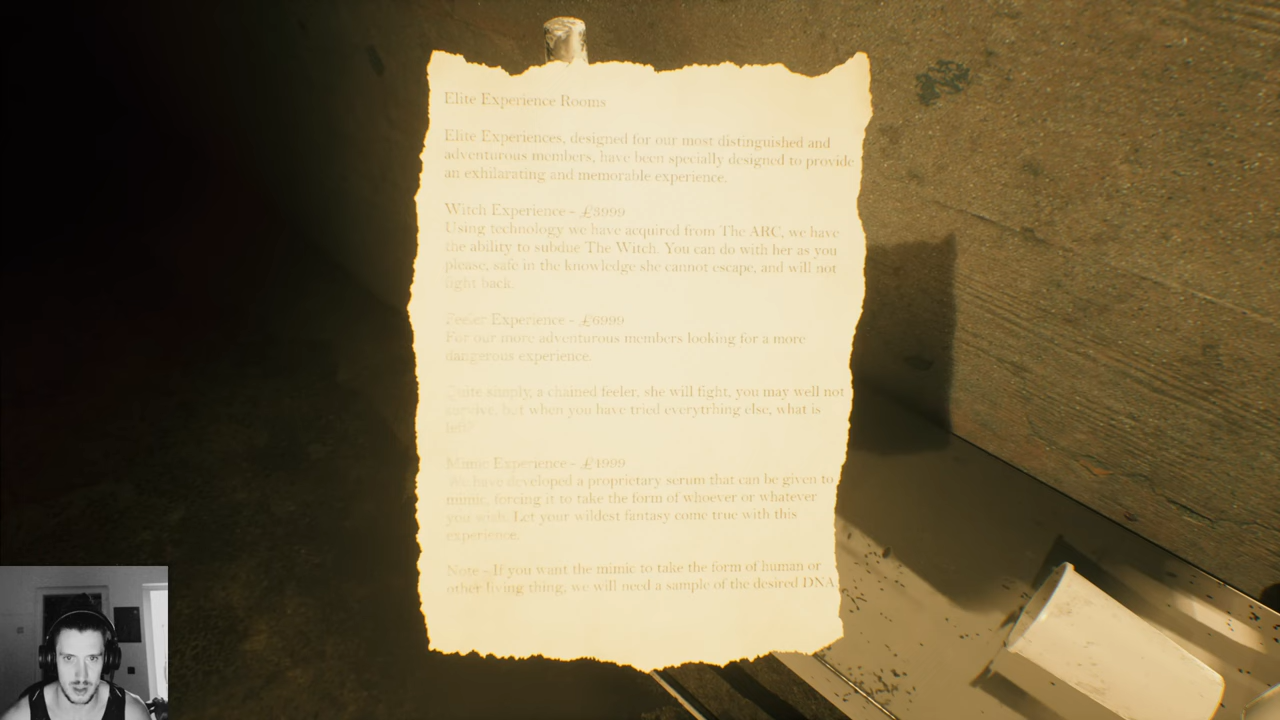 Elite Experience Rooms
Elite Experiences, designed for our most distinguished and
adventurous members, have been specially designed to provide
an exhilarating and memorable experience.
Witch Experience - £3999
Using technology we have acquired from The ARC, we have
the ability to subdue The Witch. You can do with her as you
please, safe in the knowledge she cannot escape, and will not
fight back.
Feeler Experience - £6999
For our more adventurous members looking for a more
dangerous experience.
Quite simply, a chained feeler, she will fight, you may well not
survive, but when you have tried everytrhing else, what is
left?
Mimic Experience - £4999
We have developed a proprietary serum that can be given to
mimic, forcing it to take the form of whoever or whatever
you wish. Let your wildest fantasy come true with this
experience.
Note - If you want the mimic to take the form of human or
other living thing, we will need a sample of the desired DNA.